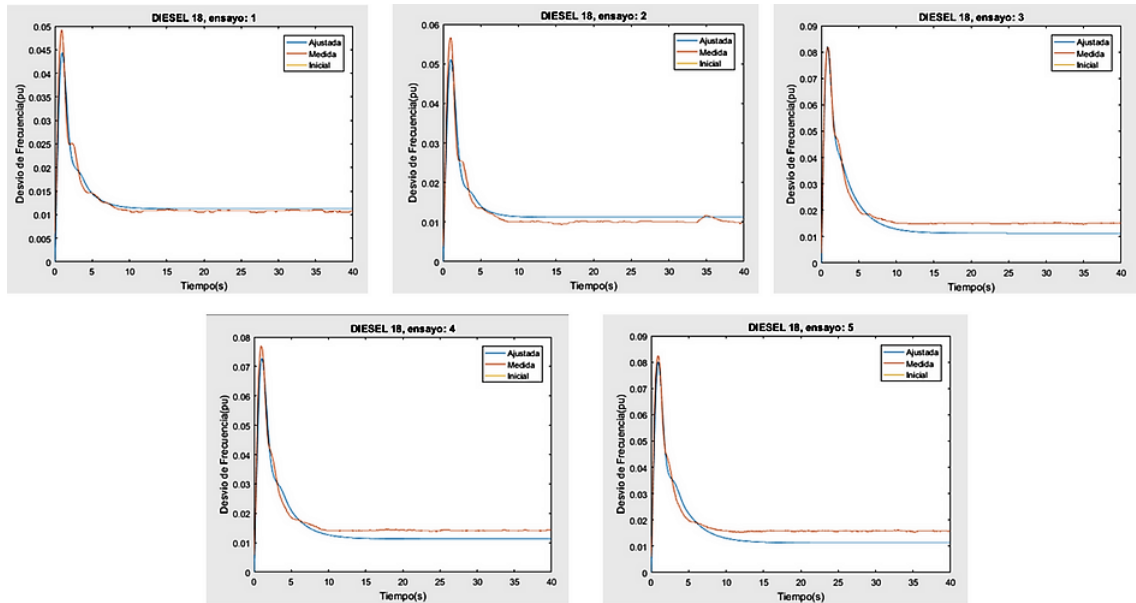 DIESEL 18, ensayo: 1
Desvio de Frecuencia(pu)
0.05
0.045
0.04
0.035
0.03
0.025
0.02
0.015
0.01
0.005
0
Ajustada
Medida
Inicial
0 5 10 15 20 25 30 35 40
Tiempo(s)
DIESEL 18, ensayo: 2
Desvio de Frecuencia(pu)
0.06
0.05
0.04
0.03
0.02
0.01
0
Ajustada
Medida
Inicial
0 5 10 15 20 25 30 35 40
Tiempo(s)
DIESEL 18, ensayo: 3
Desvio de Frecuencia(pu)
0.09
0.08
0.07
0.06
0.05
0.04
0.03
0.02
0.01
0
Ajustada
Medida
Inicial
0 5 10 15 20 25 30 35 40
Tiempo(s)
DIESEL 18, ensayo: 4
Desvio de Frecuencia(pu)
0.08
0.07
0.06
0.05
0.04
0.03
0.02
0.01
0
Ajustada
Medida
Inicial
0 5 10 15 20 25 30 35 40
Tiempo(s)
DIESEL 18, ensayo: 5
Desvio de Frecuencia(pu)
0.09
0.08
0.07
0.06
0.05
0.04
0.03
0.02
0.01
0
Ajustada
Medida
Inicial
0 5 10 15 20 25 30 35 40
Tiempo(s)